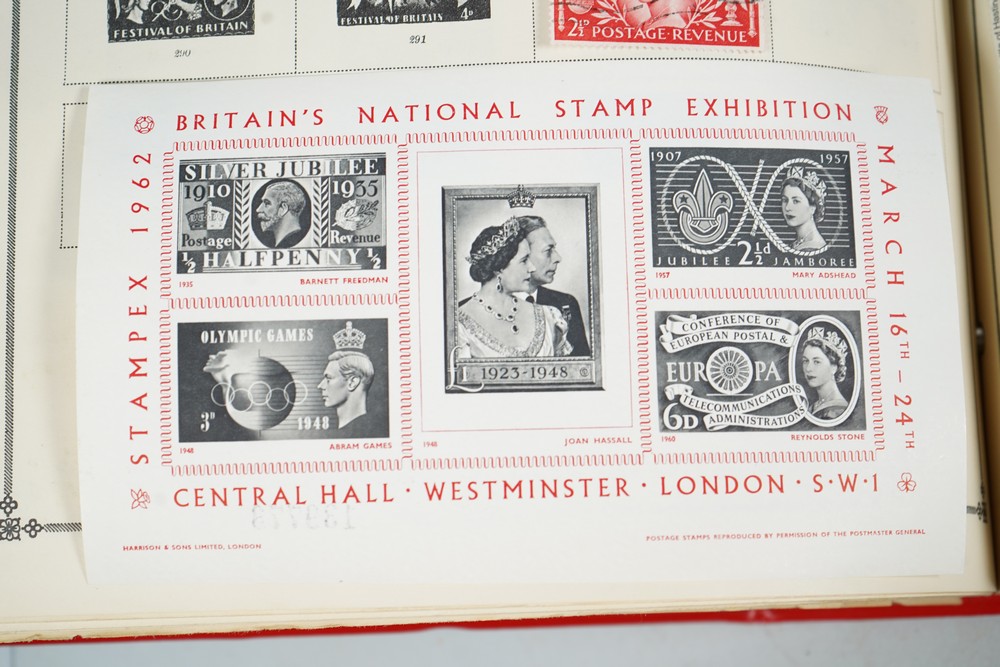 FESTIVAL OF BRITAIN
290
FESTIVAL OF BRITAIN 4D
291
2½D POSTAGE·REVENUE
BRITAIN'S NATIONAL STAMP EXHIBITION
STAMPEX 1962
MARCH 16TH – 24TH
SILVER JUBILEE
1910 1935
Postage Revenue
½ HALFPENNY ½
1935 BARNETT FREEDMAN
OLYMPIC GAMES
3D 1948
1948 ABRAM GAMES
£1 1923-1948
1948 JOAN HASSALL
1907 1957
2½d
JUBILEE JAMBOREE
1957 MARY ADSHEAD
CONFERENCE OF
EUROPEAN POSTAL &
EUROPA
TELECOMMUNICATIONS
6D ADMINISTRATIONS
1960 REYNOLDS STONE
CENTRAL HALL · WESTMINSTER · LONDON · S·W·1
HARRISON & SONS LIMITED, LONDON
POSTAGE STAMPS REPRODUCED BY PERMISSION OF THE POSTMASTER GENERAL